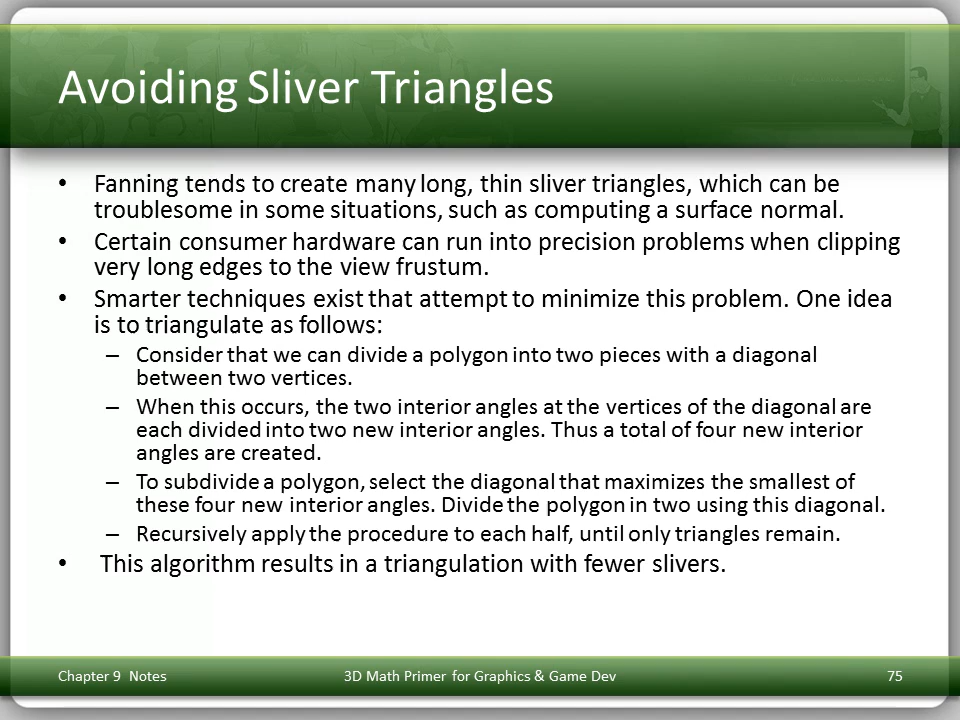 Avoiding Sliver Triangles
• Fanning tends to create many long, thin sliver triangles, which can be
troublesome in some situations, such as computing a surface normal.
• Certain consumer hardware can run into precision problems when clipping
very long edges to the view frustum.
• Smarter techniques exist that attempt to minimize this problem. One idea
is to triangulate as follows:
– Consider that we can divide a polygon into two pieces with a diagonal
between two vertices.
– When this occurs, the two interior angles at the vertices of the diagonal are
each divided into two new interior angles. Thus a total of four new interior
angles are created.
– To subdivide a polygon, select the diagonal that maximizes the smallest of
these four new interior angles. Divide the polygon in two using this diagonal.
– Recursively apply the procedure to each half, until only triangles remain.
• This algorithm results in a triangulation with fewer slivers.
Chapter 9 Notes 3D Math Primer for Graphics & Game Dev 75